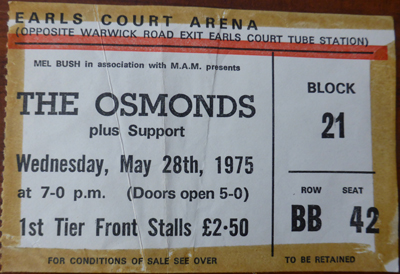 EARLS COURT ARENA
(OPPOSITE WARWICK ROAD EXIT EARLS COURT TUBE STATION)
MEL BUSH in association with M.A.M. presents
THE OSMONDS
plus Support
Wednesday, May 28th, 1975
at 7-0 p.m. (Doors open 5-0)
1st Tier Front Stalls £2·50
BLOCK
21
ROW SEAT
BB 42
FOR CONDITIONS OF SALE SEE OVER
TO BE RETAINED